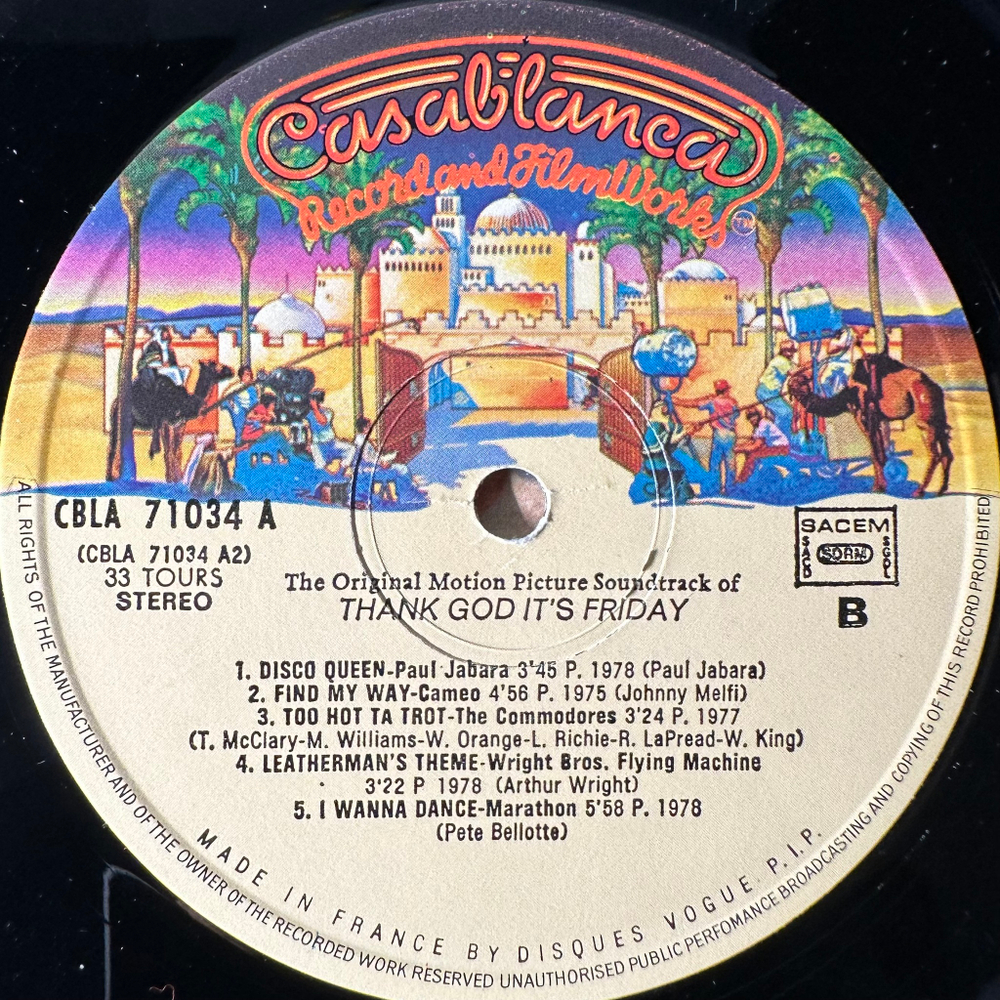 Casablanca
Record and FilmWorks
TM
CBLA 71034 A
(CBLA 71034 A2)
33 TOURS
STEREO
SACEM
SACD
SDRM
SGDL
B
The Original Motion Picture Soundtrack of
THANK GOD IT'S FRIDAY
1. DISCO QUEEN-Paul Jabara 3'45 P. 1978 (Paul Jabara)
2. FIND MY WAY-Cameo 4'56 P. 1975 (Johnny Melfi)
3. TOO HOT TA TROT-The Commodores 3'24 P. 1977
(T. McClary-M. Williams-W. Orange-L. Richie-R. LaPread-W. King)
4. LEATHERMAN'S THEME-Wright Bros. Flying Machine
3'22 P 1978 (Arthur Wright)
5. I WANNA DANCE-Marathon 5'58 P. 1978
(Pete Bellotte)
MADE IN FRANCE BY DISQUES VOGUE P.I.P.
ALL RIGHTS OF THE MANUFACTURER AND OF THE OWNER OF THE RECORDED WORK RESERVED UNAUTHORISED PUBLIC PERFOMANCE BROADCASTING AND COPYING OF THIS RECORD PROHIBITED